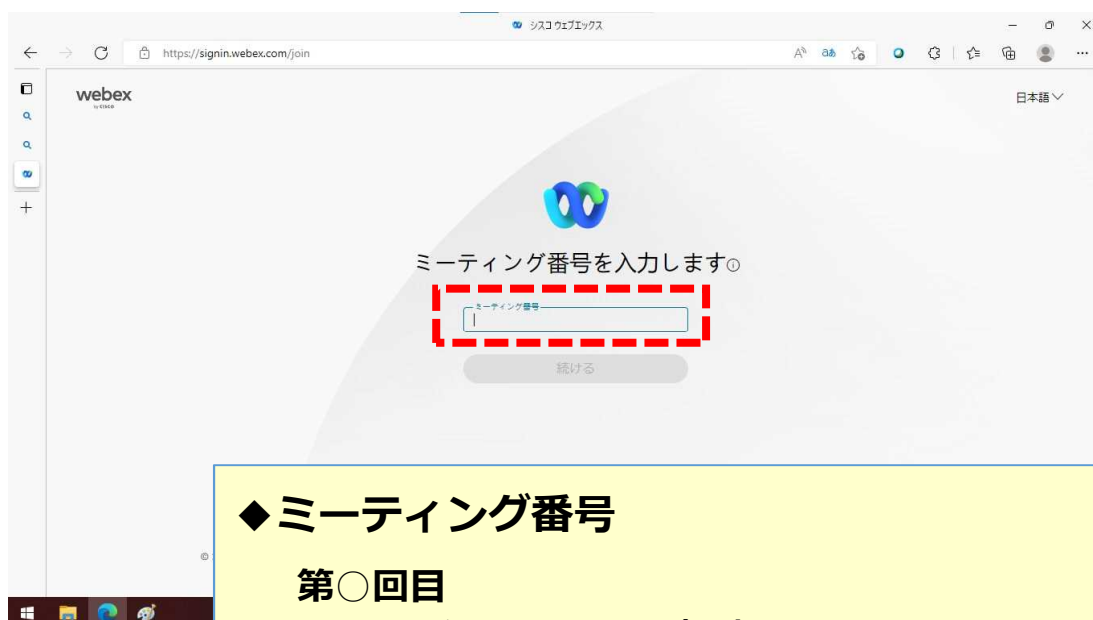 シスコ ウェブエックス
https://signin.webex.com/join
webex
by CISCO
日本語
ミーティング番号を入力します
ミーティング番号
続ける
◆ミーティング番号
第○回目
©